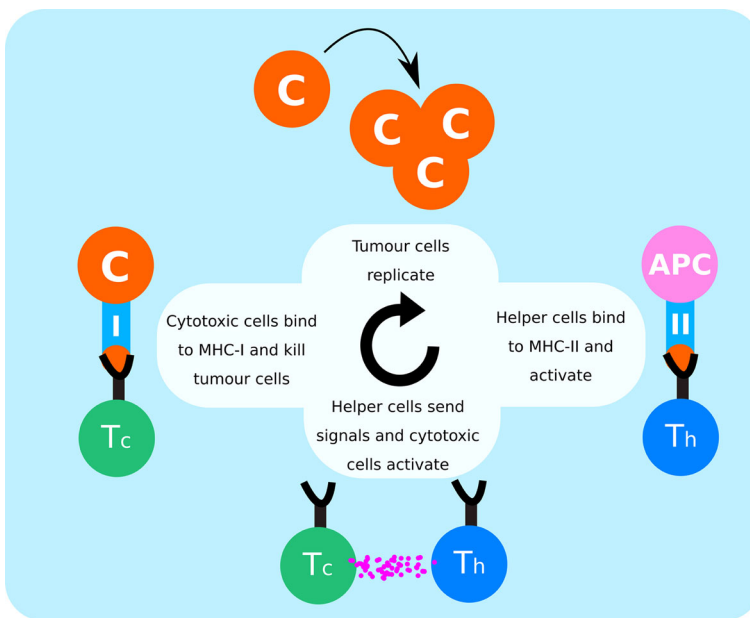 C
C
C
C
Tumour cells
replicate
C
I
Tc
Cytotoxic cells bind
to MHC-I and kill
tumour cells
Helper cells bind
to MHC-II and
activate
APC
II
Th
Helper cells send
signals and cytotoxic
cells activate
Tc
Th